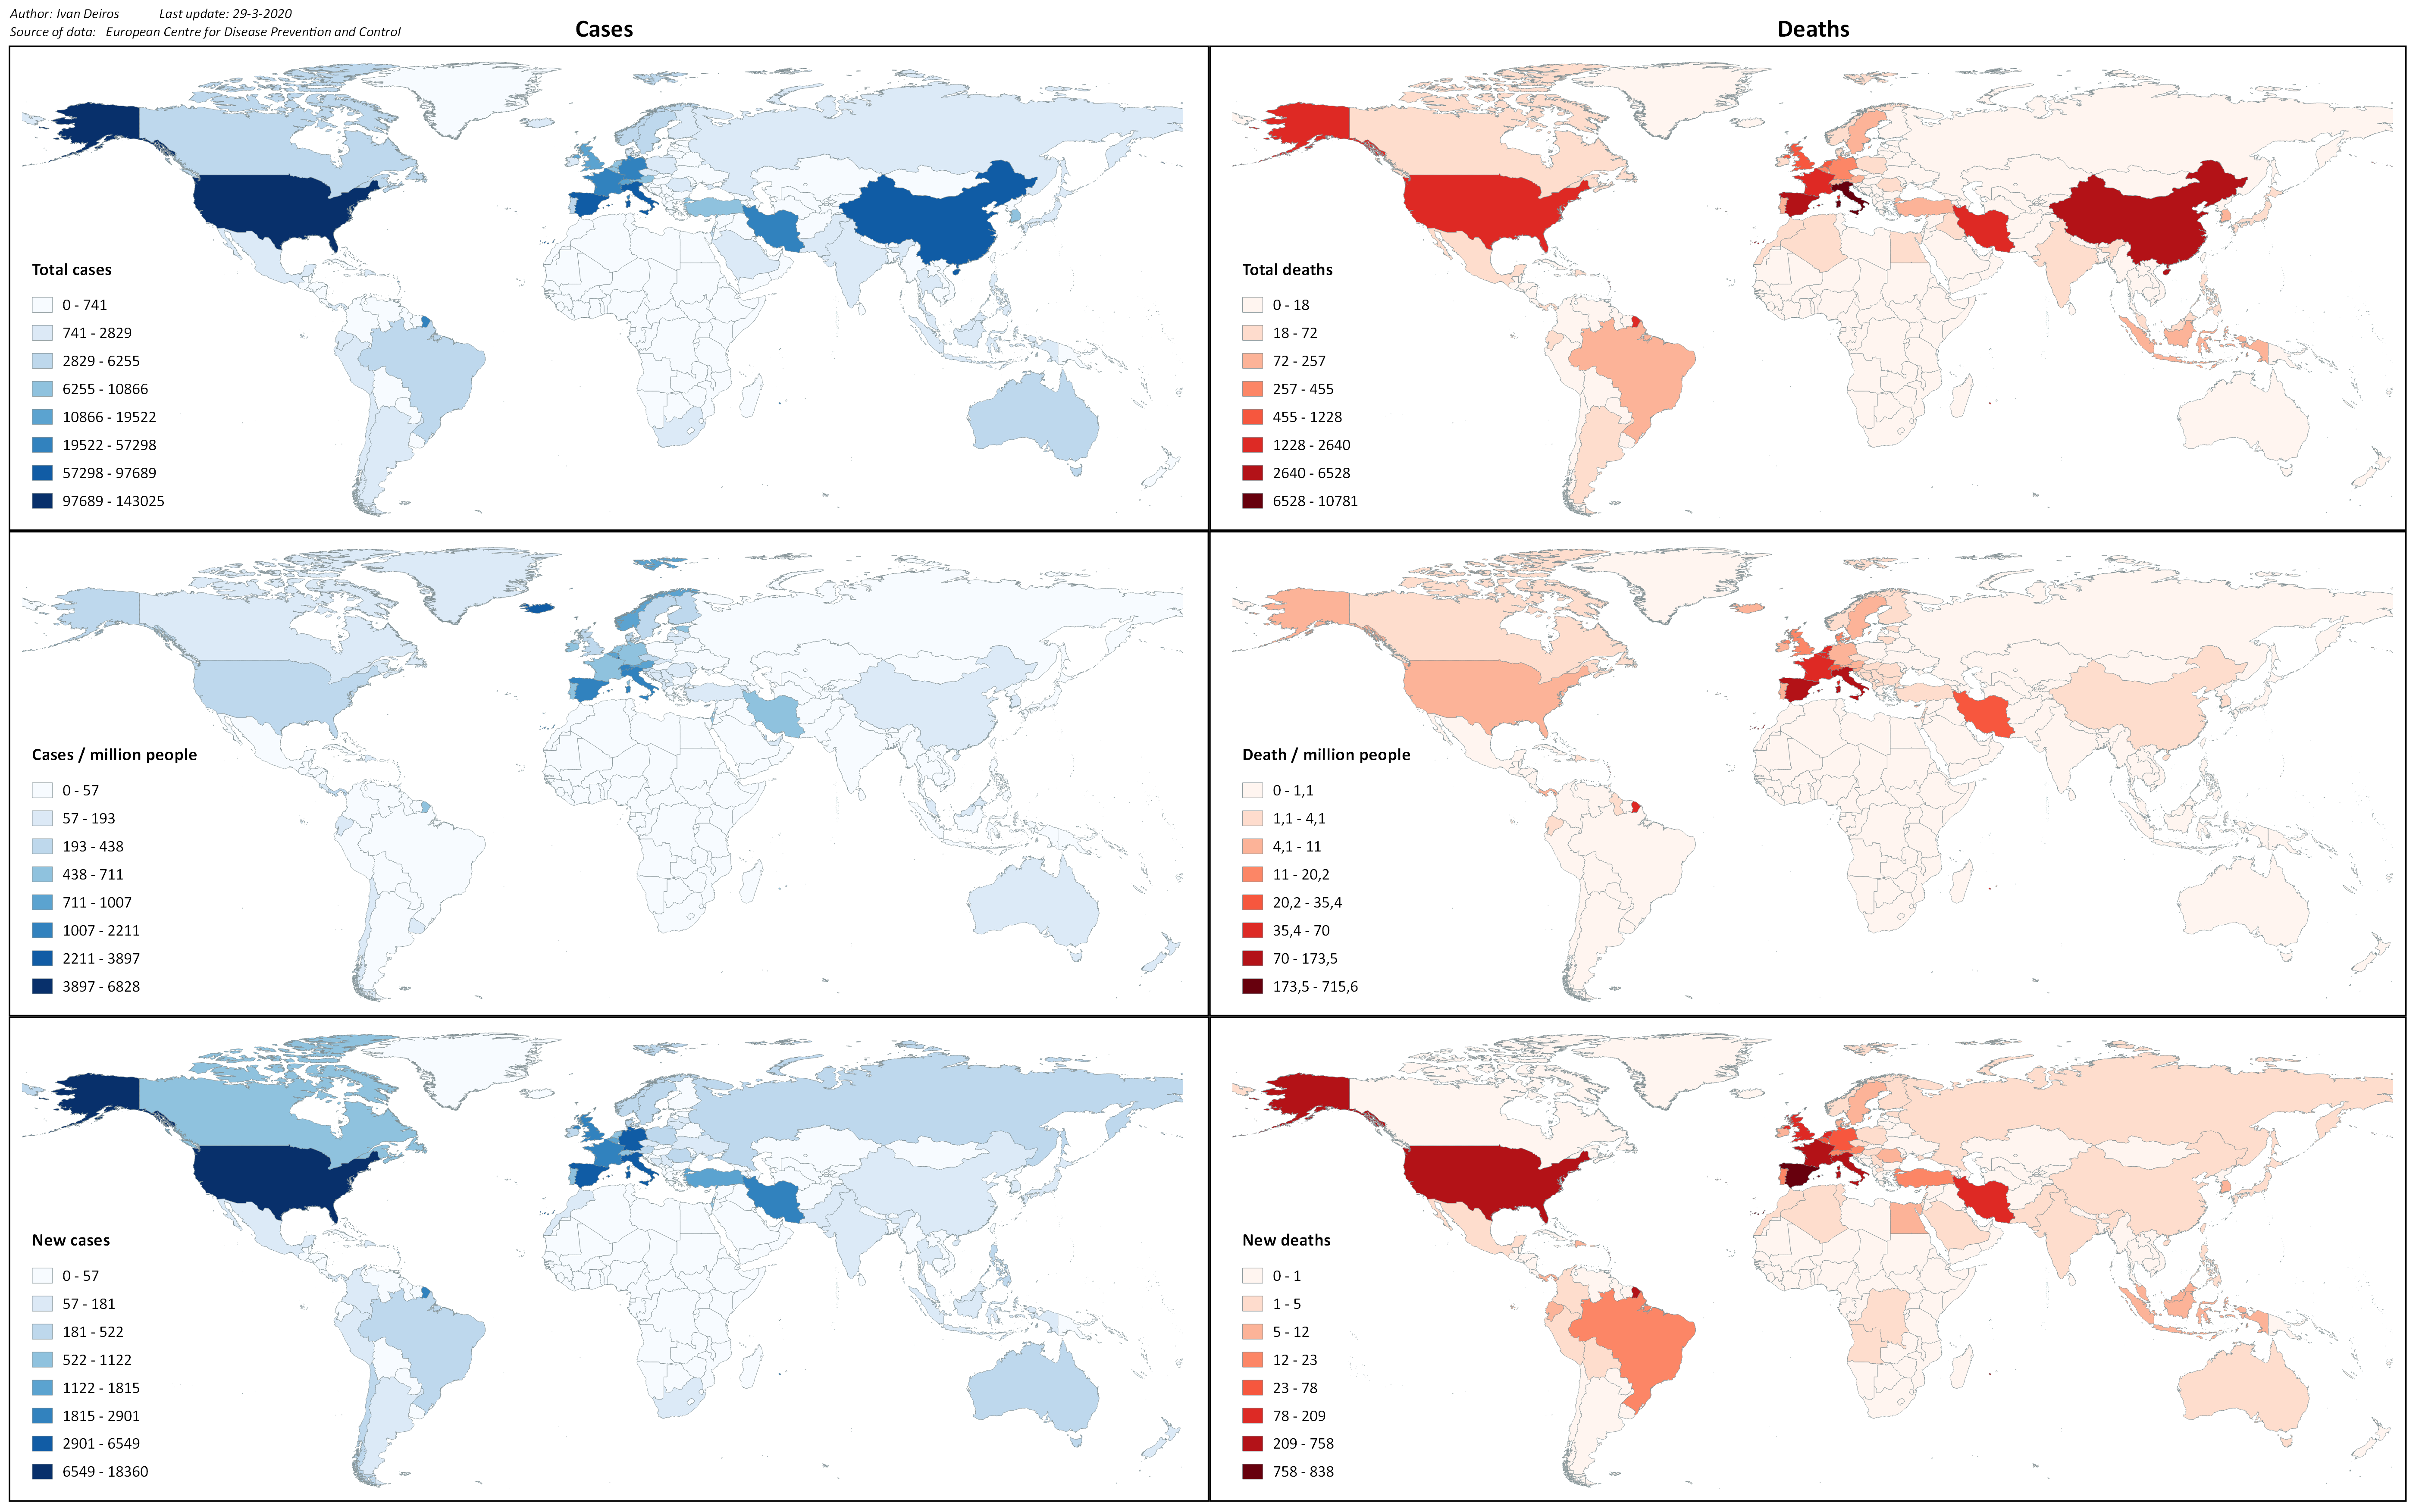 Author: Ivan Deiros Last update: 29-3-2020
Source of data: European Centre for Disease Prevention and Control
Cases
Deaths
Total cases
0 - 741
741 - 2829
2829 - 6255
6255 - 10866
10866 - 19522
19522 - 57298
57298 - 97689
97689 - 143025
Total deaths
0 - 18
18 - 72
72 - 257
257 - 455
455 - 1228
1228 - 2640
2640 - 6528
6528 - 10781
Cases / million people
0 - 57
57 - 193
193 - 438
438 - 711
711 - 1007
1007 - 2211
2211 - 3897
3897 - 6828
Death / million people
0 - 1,1
1,1 - 4,1
4,1 - 11
11 - 20,2
20,2 - 35,4
35,4 - 70
70 - 173,5
173,5 - 715,6
New cases
0 - 57
57 - 181
181 - 522
522 - 1122
1122 - 1815
1815 - 2901
2901 - 6549
6549 - 18360
New deaths
0 - 1
1 - 5
5 - 12
12 - 23
23 - 78
78 - 209
209 - 758
758 - 838